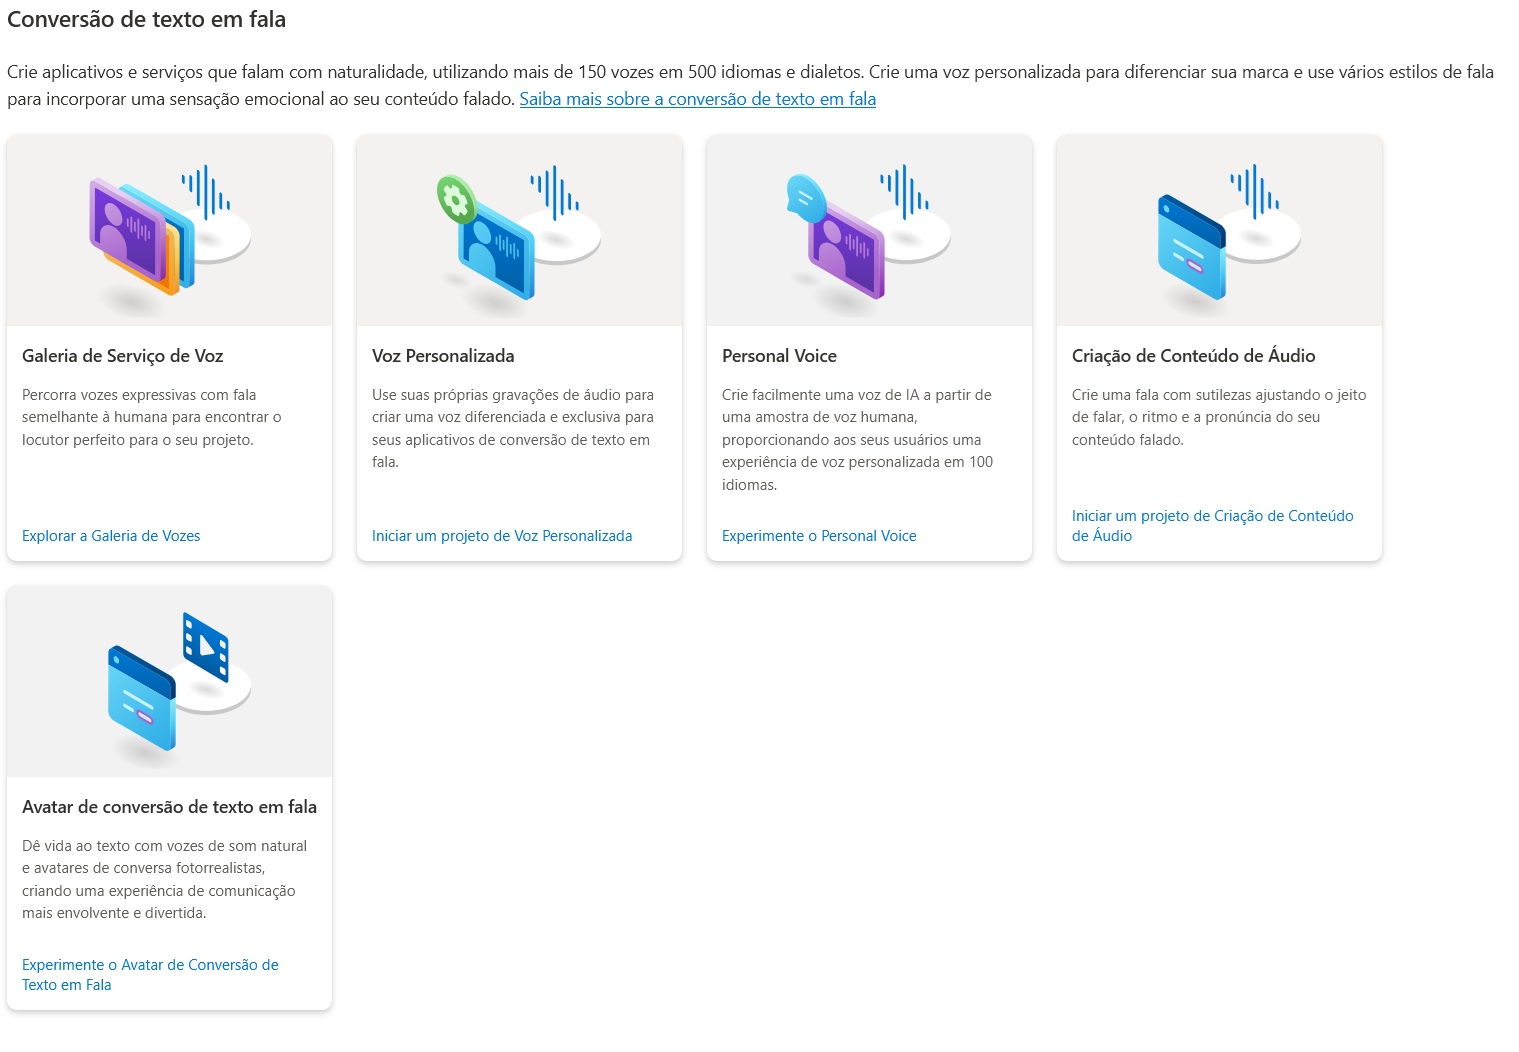 Conversão de texto em fala
Crie aplicativos e serviços que falam com naturalidade, utilizando mais de 150 vozes em 500 idiomas e dialetos. Crie uma voz personalizada para diferenciar sua marca e use vários estilos de fala
para incorporar uma sensação emocional ao seu conteúdo falado. Saiba mais sobre a conversão de texto em fala
Galeria de Serviço de Voz
Percorra vozes expressivas com fala
semelhante à humana para encontrar o
locutor perfeito para o seu projeto.
Explorar a Galeria de Vozes
Voz Personalizada
Use suas próprias gravações de áudio para
criar uma voz diferenciada e exclusiva para
seus aplicativos de conversão de texto em
fala.
Iniciar um projeto de Voz Personalizada
Personal Voice
Crie facilmente uma voz de IA a partir de
uma amostra de voz humana,
proporcionando aos seus usuários uma
experiência de voz personalizada em 100
idiomas.
Experimente o Personal Voice
Criação de Conteúdo de Áudio
Crie uma fala com sutilezas ajustando o jeito
de falar, o ritmo e a pronúncia do seu
conteúdo falado.
Iniciar um projeto de Criação de Conteúdo
de Áudio
Avatar de conversão de texto em fala
Dê vida ao texto com vozes de som natural
e avatares de conversa fotorrealistas,
criando uma experiência de comunicação
mais envolvente e divertida.
Experimente o Avatar de Conversão de
Texto em Fala